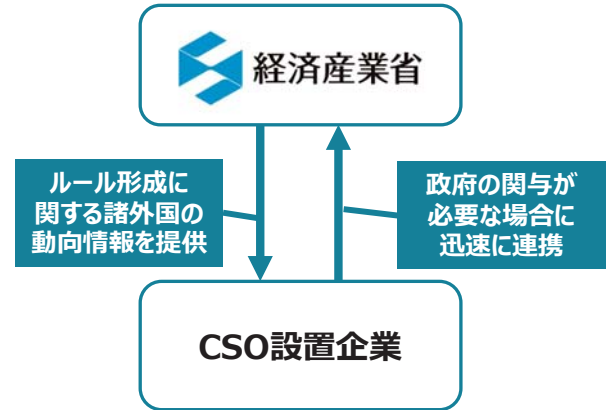 経済産業省
ルール形成に
関する諸外国の
動向情報を提供
政府の関与が
必要な場合に
迅速に連携
CSO設置企業